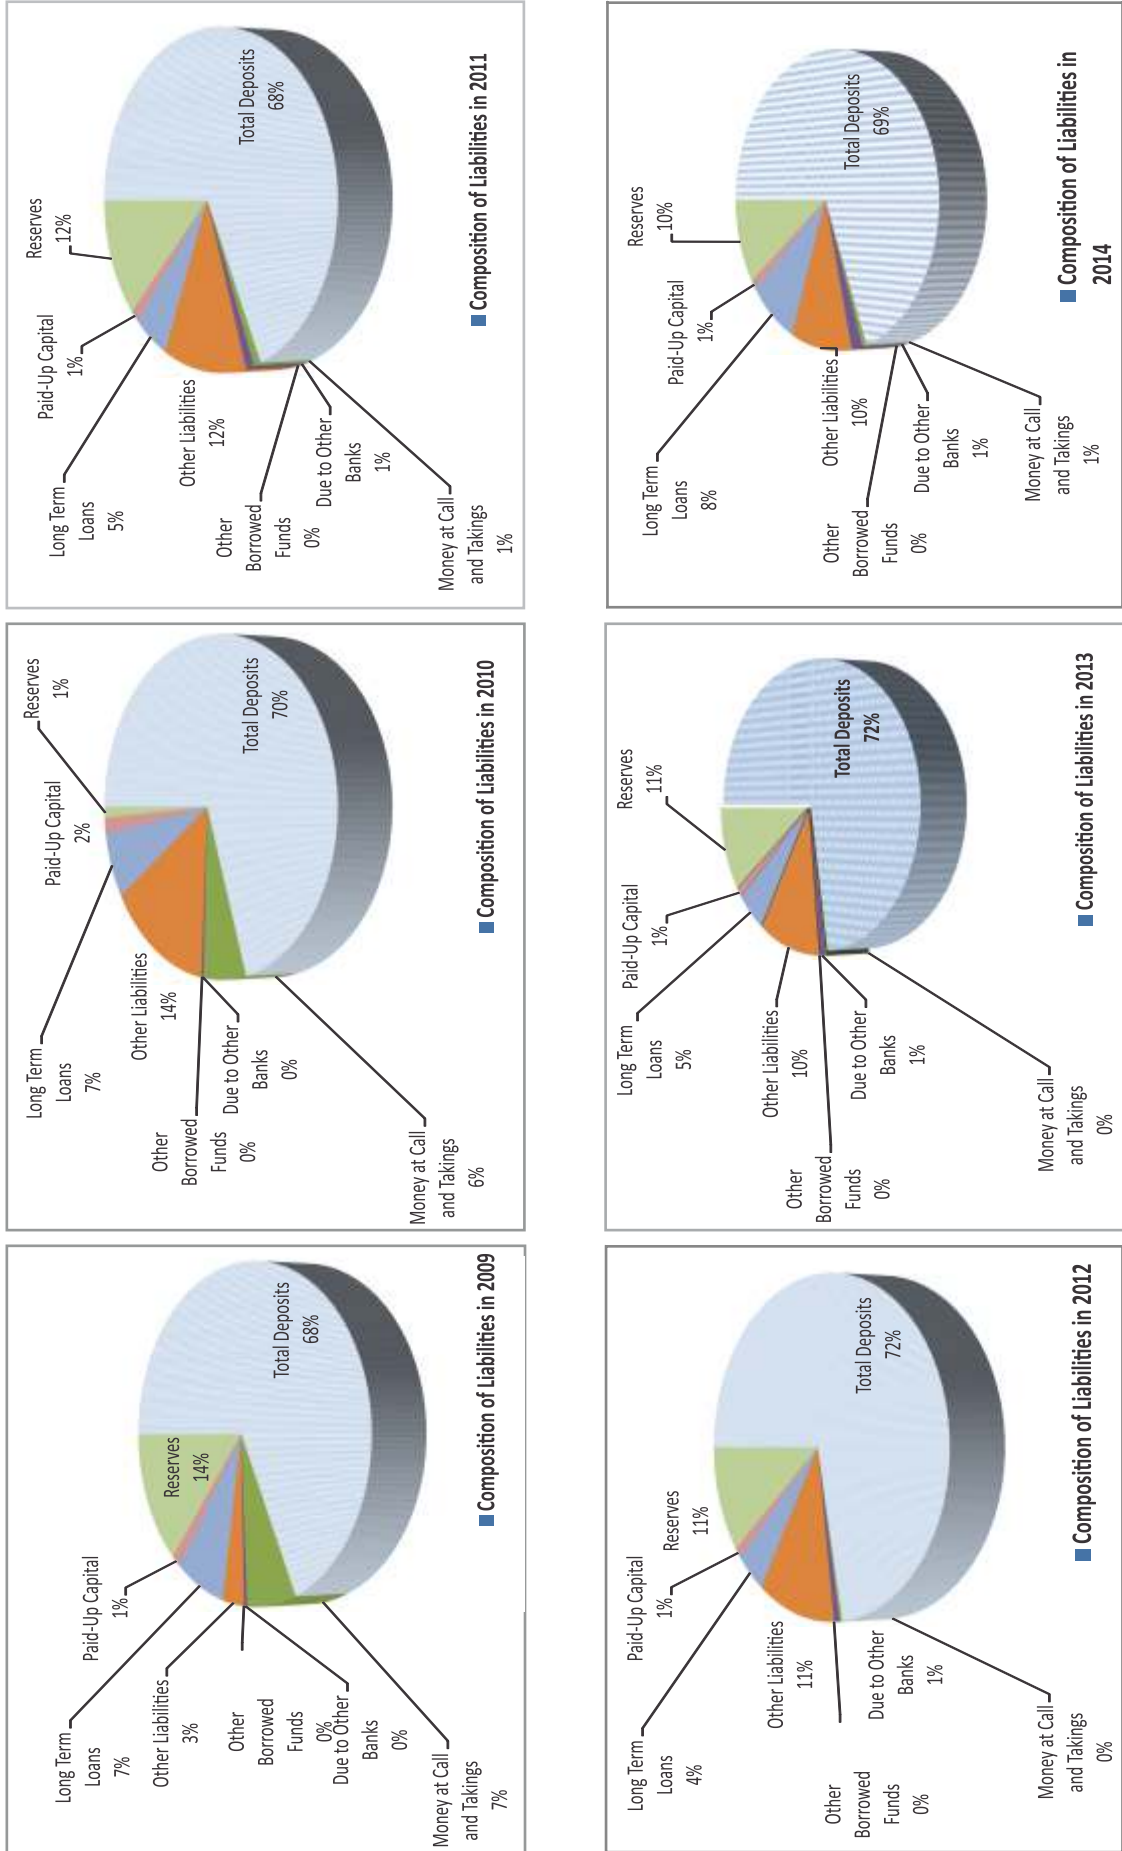 Reserves
14%
Paid-Up Capital
1%
Long Term
Loans
7%
Other Liabilities
3%
Other
Borrowed
Funds
0%
Due to Other
Banks
0%
Money at Call
and Takings
7%
Total Deposits
68%
Composition of Liabilities in 2009
Reserves
1%
Paid-Up Capital
2%
Long Term
Loans
7%
Other Liabilities
14%
Other
Borrowed
Funds
0%
Due to Other
Banks
0%
Money at Call
and Takings
6%
Total Deposits
70%
Composition of Liabilities in 2010
Reserves
12%
Paid-Up Capital
1%
Long Term
Loans
5%
Other Liabilities
12%
Other
Borrowed
Funds
0%
Due to Other
Banks
1%
Money at Call
and Takings
1%
Total Deposits
68%
Composition of Liabilities in 2011
Reserves
11%
Paid-Up Capital
1%
Long Term
Loans
4%
Other Liabilities
11%
Other
Borrowed
Funds
0%
Due to Other
Banks
1%
Money at Call
and Takings
0%
Total Deposits
72%
Composition of Liabilities in 2012
Reserves
11%
Paid-Up Capital
1%
Long Term
Loans
5%
Other Liabilities
10%
Other
Borrowed
Funds
0%
Due to Other
Banks
1%
Money at Call
and Takings
0%
Total Deposits
72%
Composition of Liabilities in 2013
Reserves
10%
Paid-Up Capital
1%
Long Term
Loans
8%
Other Liabilities
10%
Other
Borrowed
Funds
0%
Due to Other
Banks
1%
Money at Call
and Takings
1%
Total Deposits
69%
Composition of Liabilities in
2014